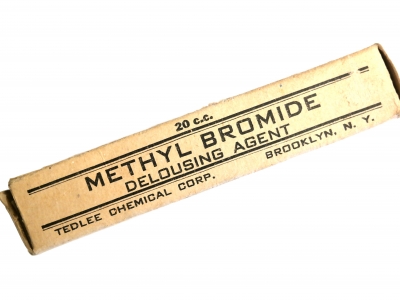 20 c.c.
METHYL BROMIDE
DELOUSING AGENT
TEDLEE CHEMICAL CORP. BROOKLYN, N. Y.